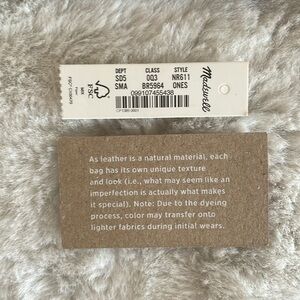 DEPT CLASS STYLE
SD5 003 NR611
SMA BR5964 ONES
099107455438
Madewell
FSC
MIX
As leather is a natural material, each
bag has its own unique texture
and look (i.e., what may seem like an
imperfection is actually what makes
it special). Note: Due to the dyeing
process, color may transfer onto
lighter fabrics during initial wears.